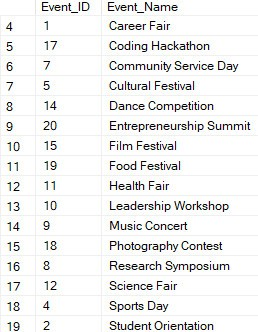 Event_ID Event_Name
4 1 Career Fair
5 17 Coding Hackathon
6 7 Community Service Day
7 5 Cultural Festival
8 14 Dance Competition
9 20 Entrepreneurship Summit
10 15 Film Festival
11 19 Food Festival
12 11 Health Fair
13 10 Leadership Workshop
14 9 Music Concert
15 18 Photography Contest
16 8 Research Symposium
17 12 Science Fair
18 4 Sports Day
19 2 Student Orientation